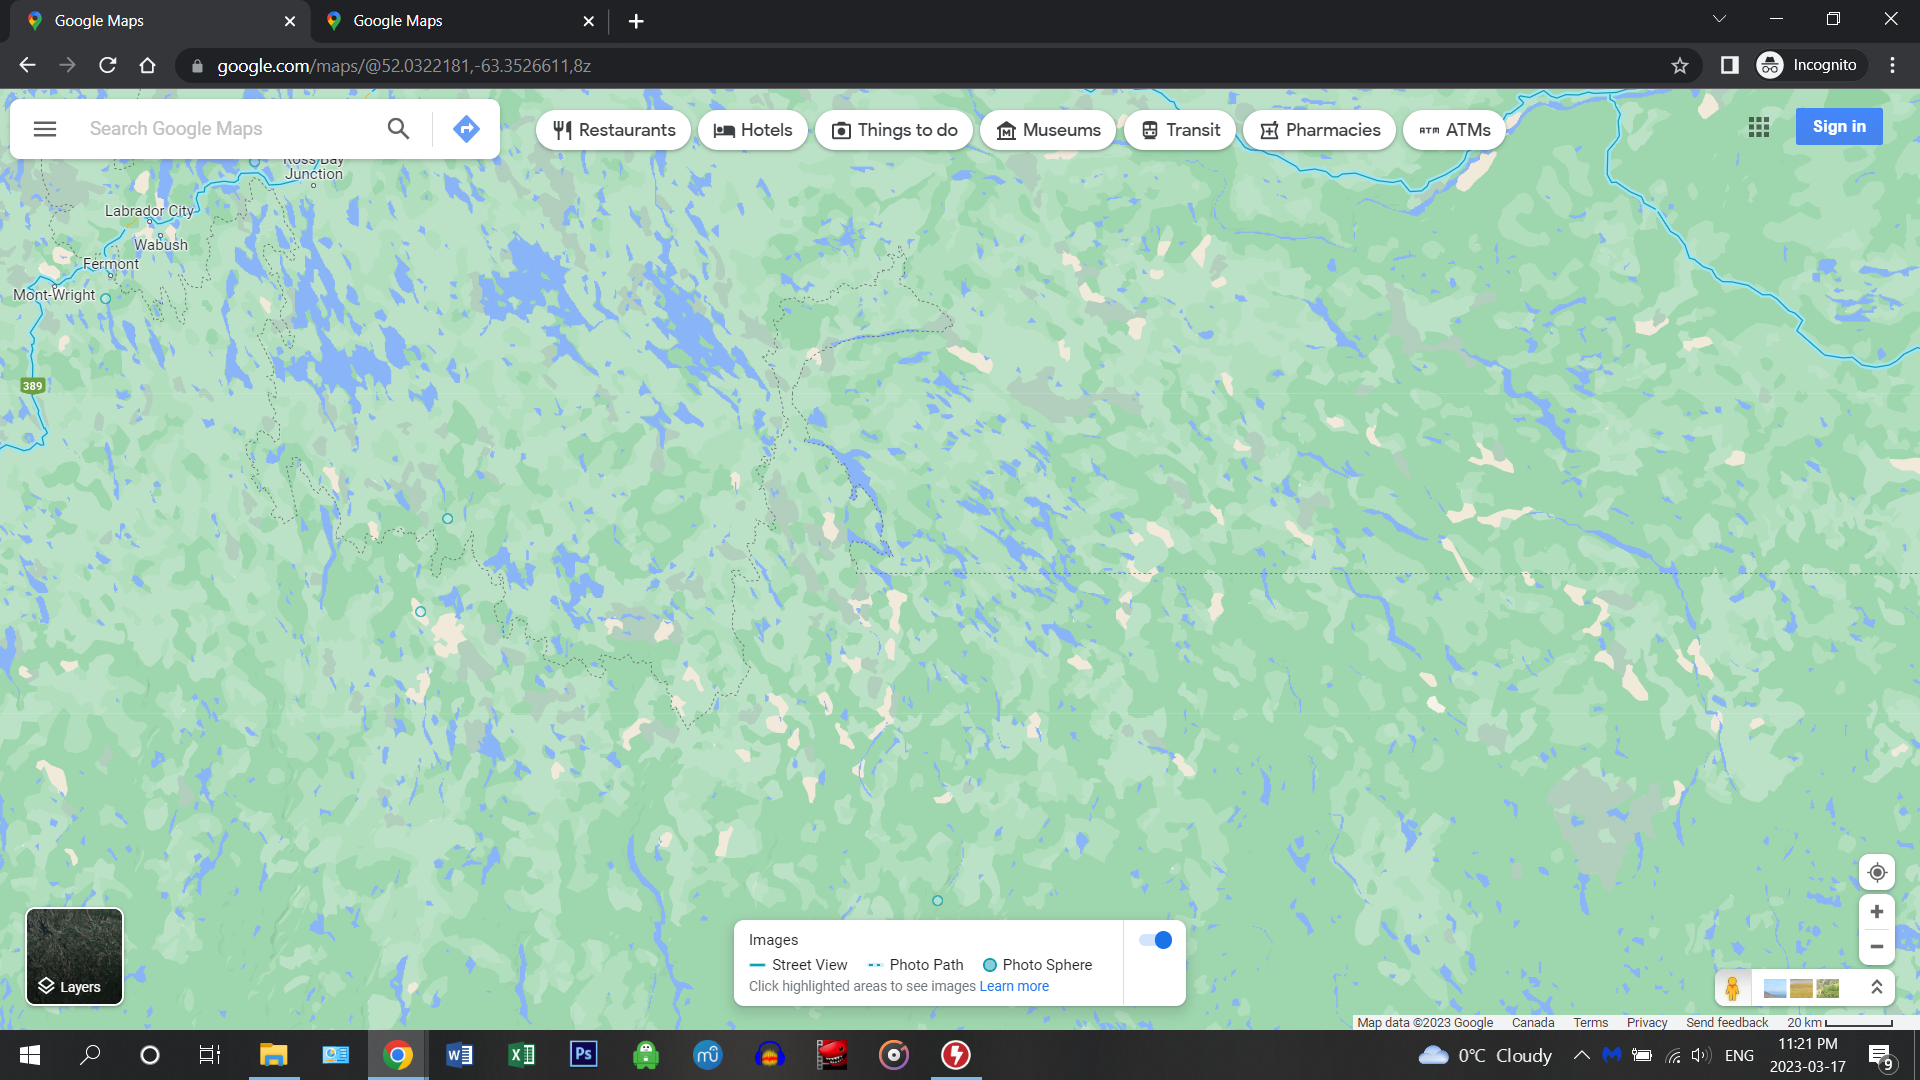 Google Maps
Google Maps
google.com/maps/@52.0322181,-63.3526611,8z
Incognito
Search Google Maps
Restaurants
Hotels
Things to do
Museums
Transit
Pharmacies
ATM ATMs
Sign in
Ross Bay
Junction
Labrador City
Wabush
Fermont
Mont-Wright
389
Layers
Images
Street View
Photo Path
Photo Sphere
Click highlighted areas to see images Learn more
Map data ©2023 Google
Canada
Terms
Privacy
Send feedback
20 km
W
X
Ps
0°C Cloudy
ENG
11:21 PM
2023-03-17
9